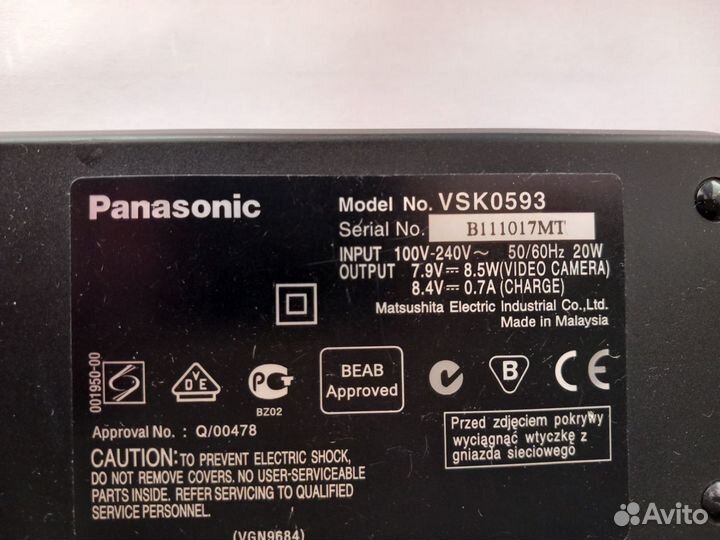 Panasonic
Model No. VSK0593
Serial No. B111017MT
INPUT 100V-240V～ 50/60Hz 20W
OUTPUT 7.9V⎓ 8.5W(VIDEO CAMERA)
8.4V⎓ 0.7A (CHARGE)
Matsushita Electric Industrial Co.,Ltd.
Made in Malaysia
001950-00
S
DVE
PCT
BZ02
BEAB
Approved
B
CE
Approval No. : Q/00478
CAUTION: TO PREVENT ELECTRIC SHOCK,
DO NOT REMOVE COVERS. NO USER-SERVICEABLE
PARTS INSIDE. REFER SERVICING TO QUALIFIED
SERVICE PERSONNEL.
Przed zdjęciem pokrywy
wyciągnąć wtyczkę z
gniazda sieciowego
(VGN9684)
Avito